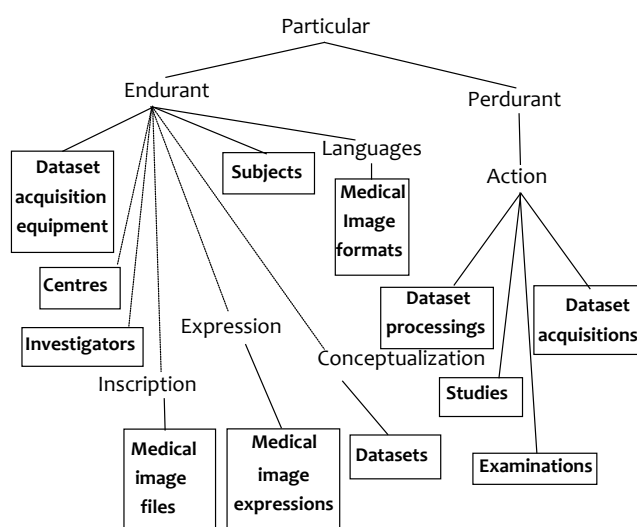 Particular
Endurant
Perdurant
Languages
Action
Dataset
acquisition
equipment
Subjects
Medical
Image
formats
Centres
Dataset
processings
Dataset
acquisitions
Investigators
Expression
Conceptualization
Inscription
Studies
Medical
image
files
Medical
image
expressions
Datasets
Examinations